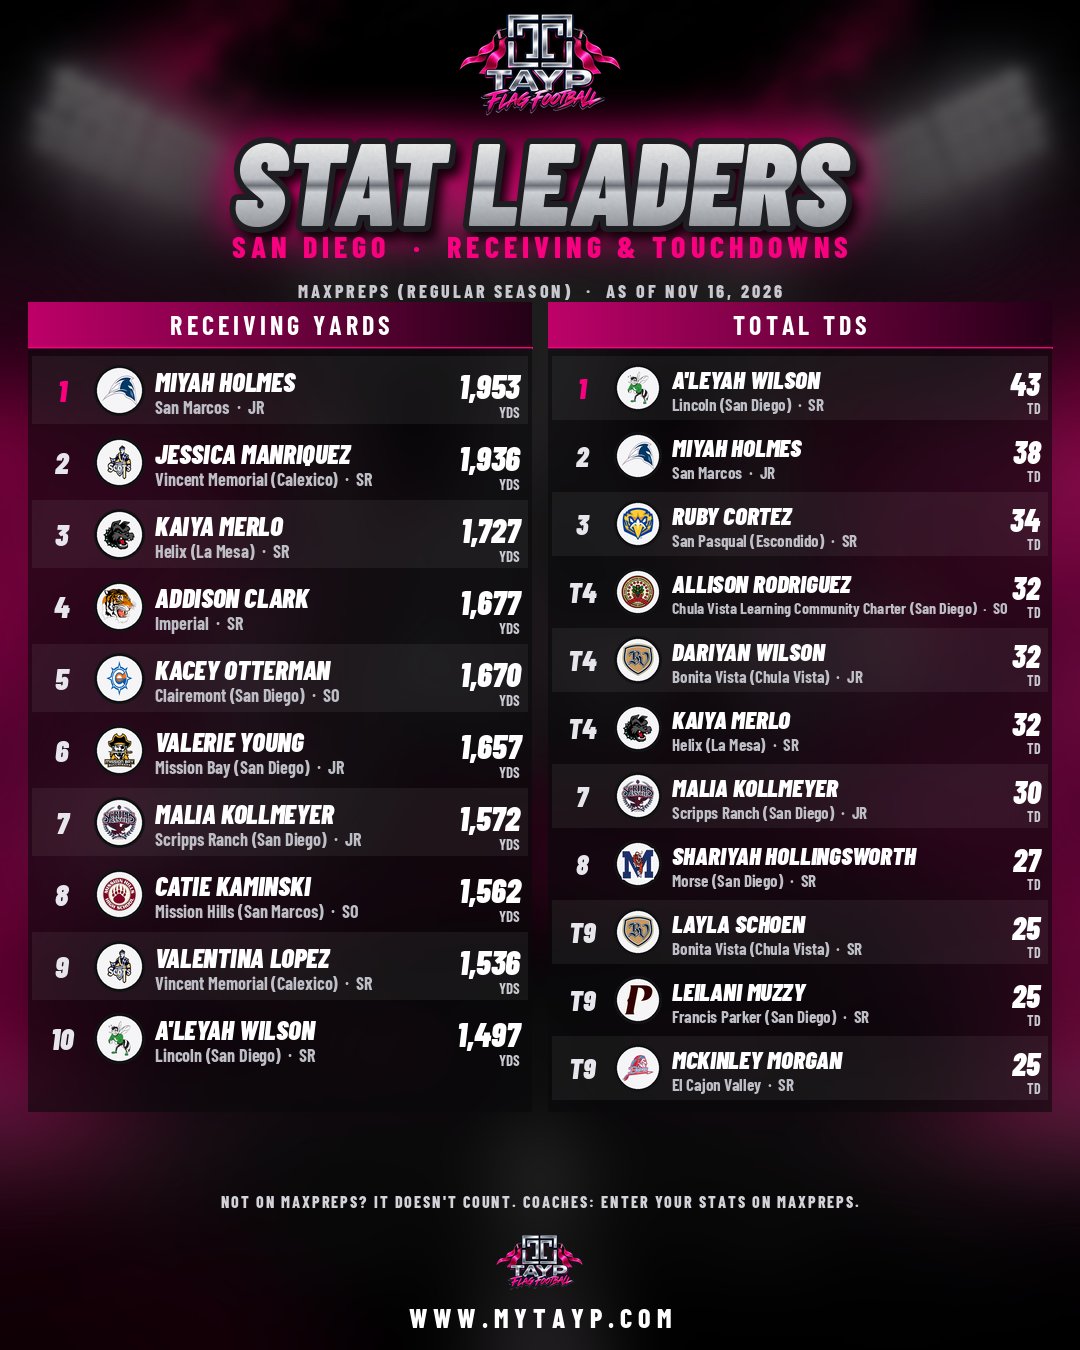 TAYP
FLAG FOOTBALL
STAT LEADERS
SAN DIEGO · RECEIVING & TOUCHDOWNS
MAXPREPS (REGULAR SEASON) · AS OF NOV 16, 2026
RECEIVING YARDS
1 MIYAH HOLMES 1,953
San Marcos · JR YDS
2 JESSICA MANRIQUEZ 1,936
Vincent Memorial (Calexico) · SR YDS
3 KAIYA MERLO 1,727
Helix (La Mesa) · SR YDS
4 ADDISON CLARK 1,677
Imperial · SR YDS
5 KACEY OTTERMAN 1,670
Clairemont (San Diego) · SO YDS
6 VALERIE YOUNG 1,657
Mission Bay (San Diego) · JR YDS
7 MALIA KOLLMEYER 1,572
Scripps Ranch (San Diego) · JR YDS
8 CATIE KAMINSKI 1,562
Mission Hills (San Marcos) · SO YDS
9 VALENTINA LOPEZ 1,536
Vincent Memorial (Calexico) · SR YDS
10 A'LEYAH WILSON 1,497
Lincoln (San Diego) · SR YDS
TOTAL TDS
1 A'LEYAH WILSON 43
Lincoln (San Diego) · SR TD
2 MIYAH HOLMES 38
San Marcos · JR TD
3 RUBY CORTEZ 34
San Pasqual (Escondido) · SR TD
T4 ALLISON RODRIGUEZ 32
Chula Vista Learning Community Charter (San Diego) · SO TD
T4 DARIYAN WILSON 32
Bonita Vista (Chula Vista) · JR TD
T4 KAIYA MERLO 32
Helix (La Mesa) · SR TD
7 MALIA KOLLMEYER 30
Scripps Ranch (San Diego) · JR TD
8 SHARIYAH HOLLINGSWORTH 27
Morse (San Diego) · SR TD
T9 LAYLA SCHOEN 25
Bonita Vista (Chula Vista) · SR TD
T9 LEILANI MUZZY 25
Francis Parker (San Diego) · SR TD
T9 MCKINLEY MORGAN 25
El Cajon Valley · SR TD
NOT ON MAXPREPS? IT DOESN'T COUNT. COACHES: ENTER YOUR STATS ON MAXPREPS.
TAYP
FLAG FOOTBALL
WWW.MYTAYP.COM